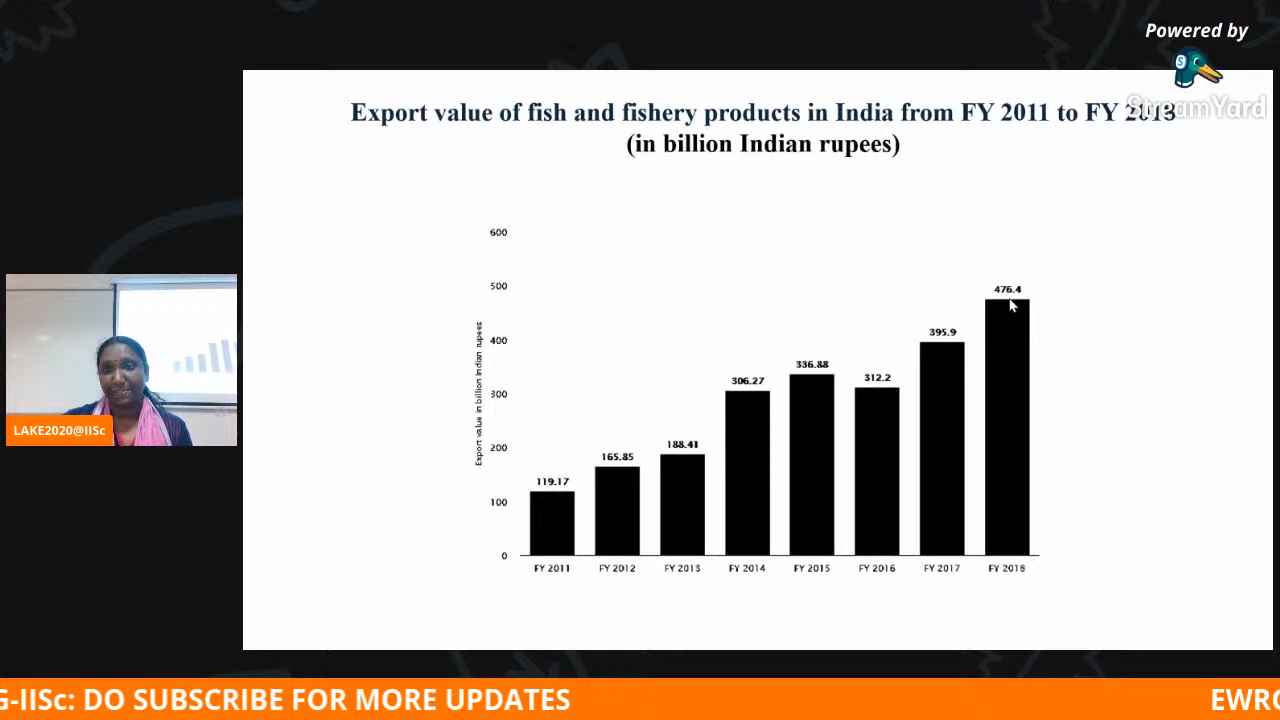 Powered by
StreamYard
Export value of fish and fishery products in India from FY 2011 to FY 2018
(in billion Indian rupees)
Export value in billion Indian rupees
600
500
400
300
200
100
0
119.17
165.85
188.41
306.27
336.88
312.2
395.9
476.4
FY 2011 FY 2012 FY 2013 FY 2014 FY 2015 FY 2016 FY 2017 FY 2018
LAKE2020@IISc
G-IISc: DO SUBSCRIBE FOR MORE UPDATES
EWRG